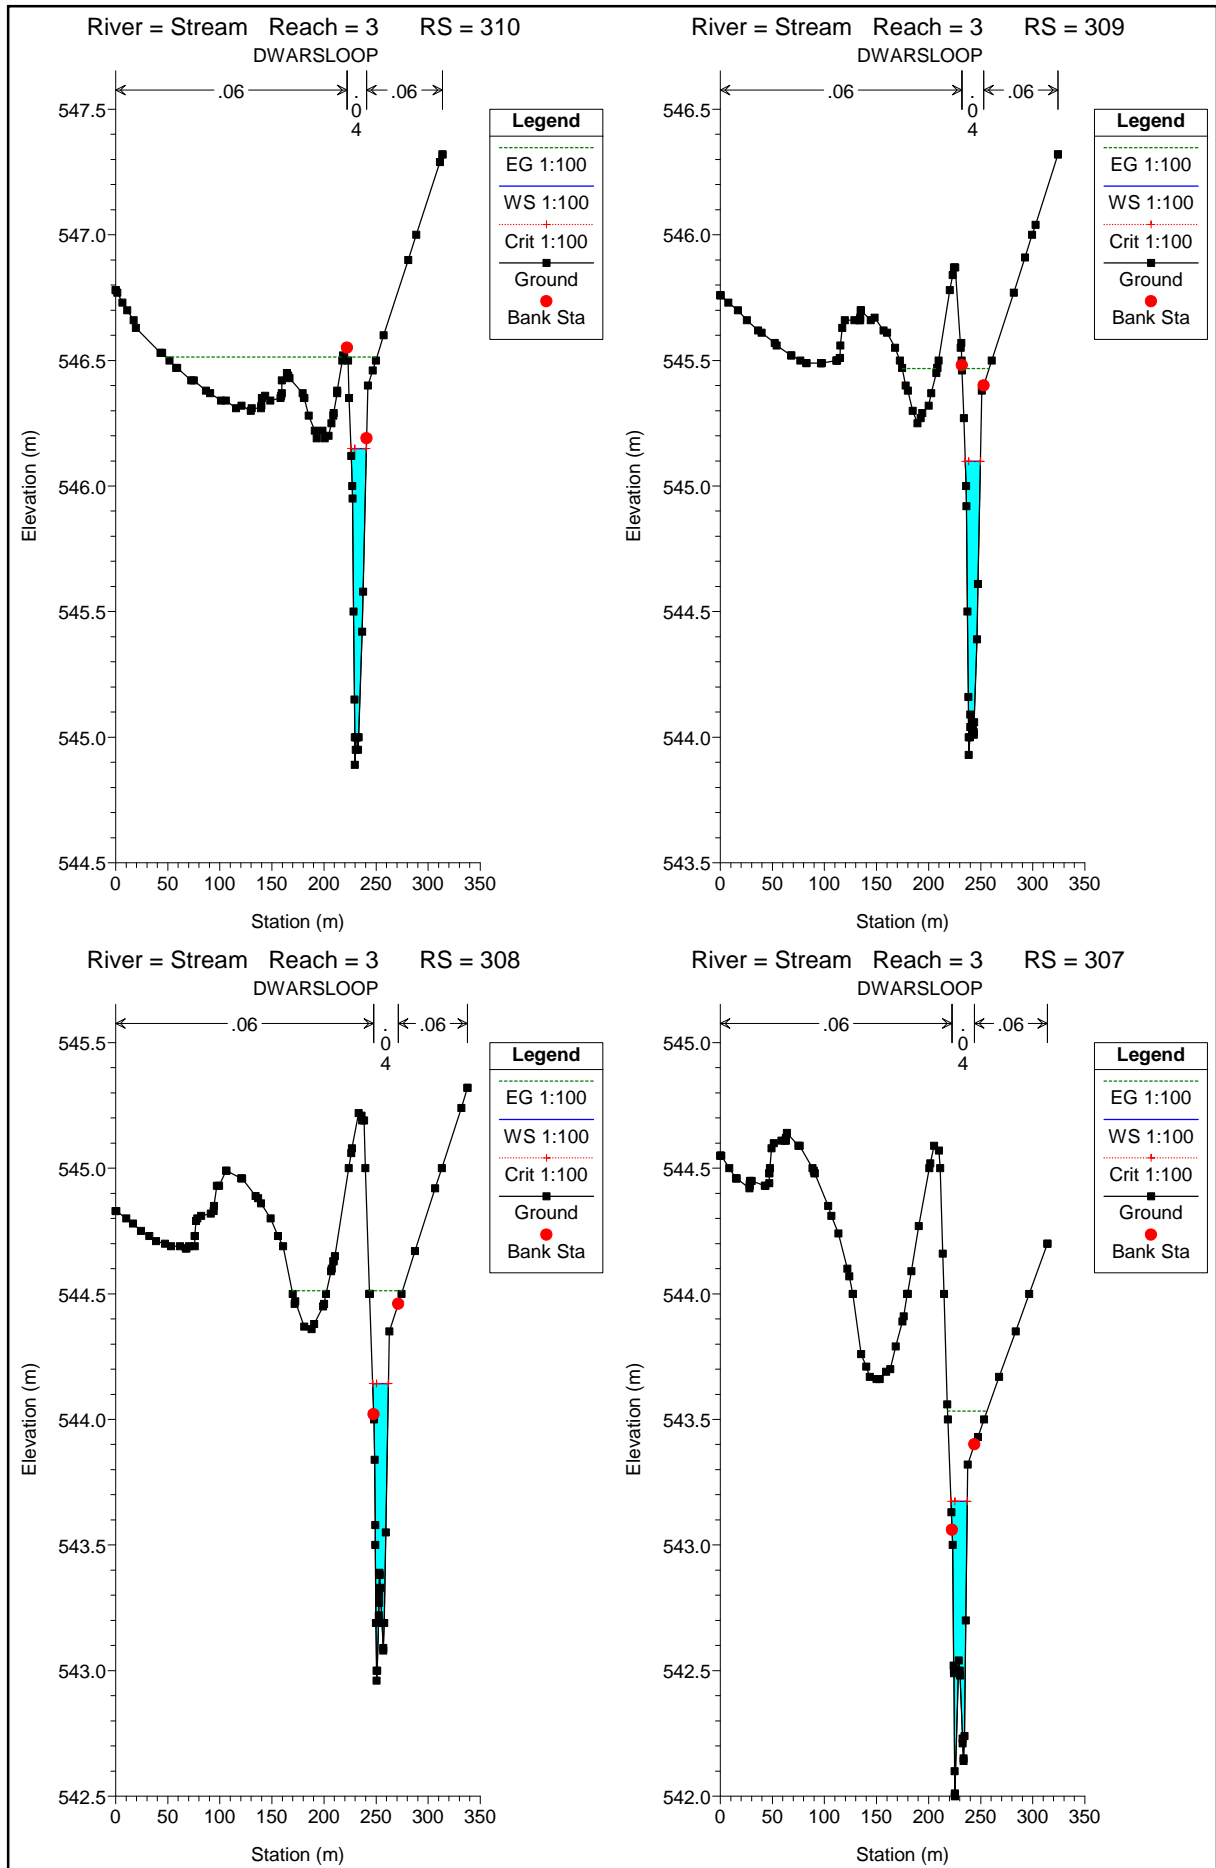 River = Stream Reach = 3 RS = 310
DWARSLOOP
.06
.04
.06
547.5
547.0
546.5
546.0
545.5
545.0
544.5
Elevation (m)
0 50 100 150 200 250 300 350
Station (m)
Legend
EG 1:100
WS 1:100
Crit 1:100
Ground
Bank Sta
River = Stream Reach = 3 RS = 309
DWARSLOOP
.06
.04
.06
546.5
546.0
545.5
545.0
544.5
544.0
543.5
Elevation (m)
0 50 100 150 200 250 300 350
Station (m)
Legend
EG 1:100
WS 1:100
Crit 1:100
Ground
Bank Sta
River = Stream Reach = 3 RS = 308
DWARSLOOP
.06
.04
.06
545.5
545.0
544.5
544.0
543.5
543.0
542.5
Elevation (m)
0 50 100 150 200 250 300 350
Station (m)
Legend
EG 1:100
WS 1:100
Crit 1:100
Ground
Bank Sta
River = Stream Reach = 3 RS = 307
DWARSLOOP
.06
.04
.06
545.0
544.5
544.0
543.5
543.0
542.5
542.0
Elevation (m)
0 50 100 150 200 250 300 350
Station (m)
Legend
EG 1:100
WS 1:100
Crit 1:100
Ground
Bank Sta